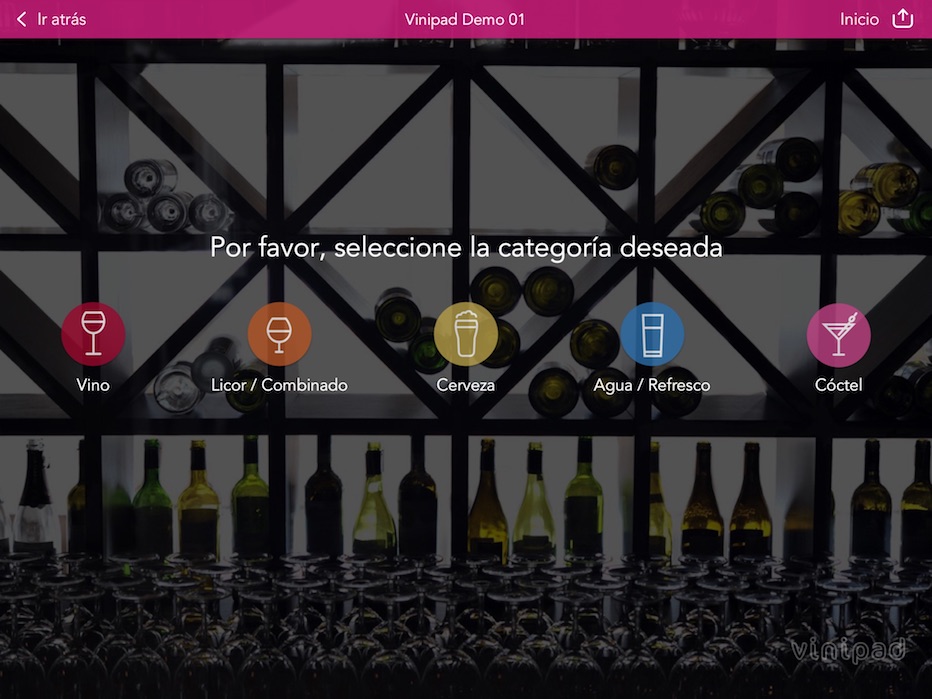 Ir atrás
Vinipad Demo 01
Inicio
Por favor, seleccione la categoría deseada
Vino
Licor / Combinado
Cerveza
Agua / Refresco
Cóctel
vinipad